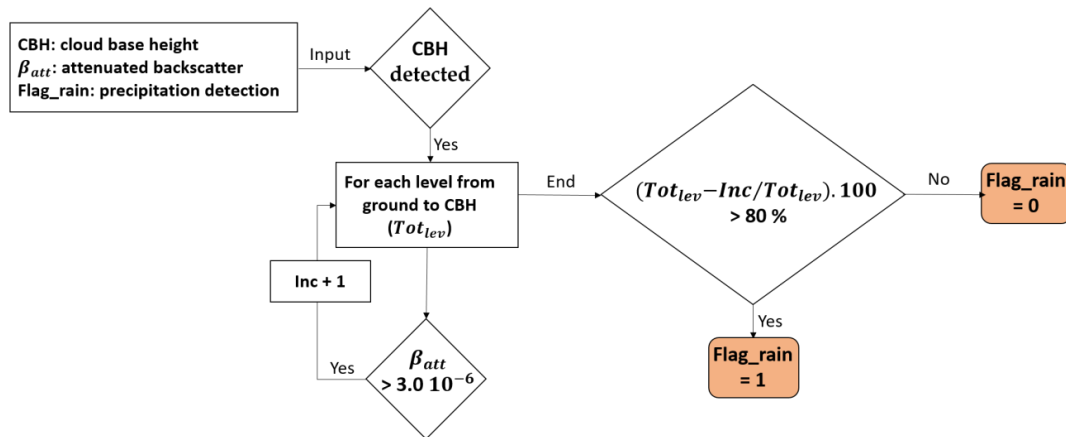 CBH: cloud base height
β_att: attenuated backscatter
Flag_rain: precipitation detection
Input
CBH
detected
Yes
For each level from
ground to CBH
(Tot_lev)
End
(Tot_lev−Inc/Tot_lev).100
> 80 %
No
Flag_rain
= 0
Inc + 1
Yes
β_att
> 3.0 10⁻⁶
Yes
Flag_rain
= 1